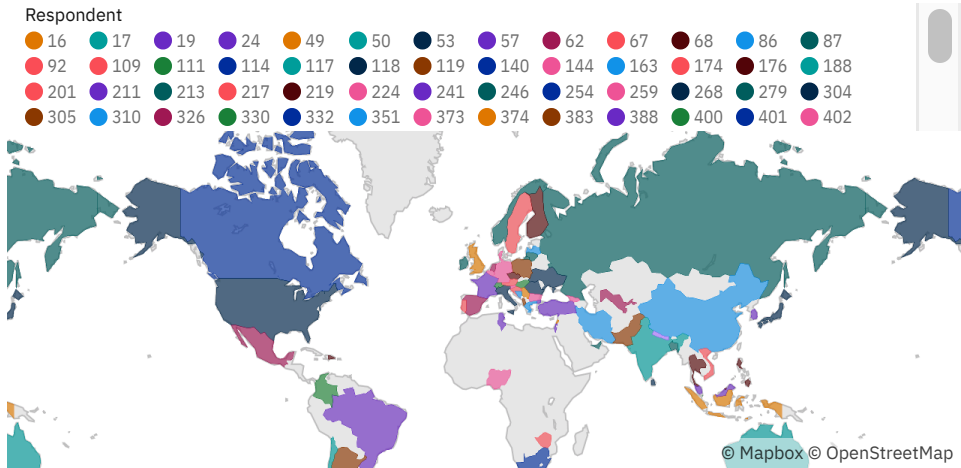 Respondent
16 17 19 24 49 50 53 57 62 67 68 86 87
92 109 111 114 117 118 119 140 144 163 174 176 188
201 211 213 217 219 224 241 246 254 259 268 279 304
305 310 326 330 332 351 373 374 383 388 400 401 402
© Mapbox © OpenStreetMap